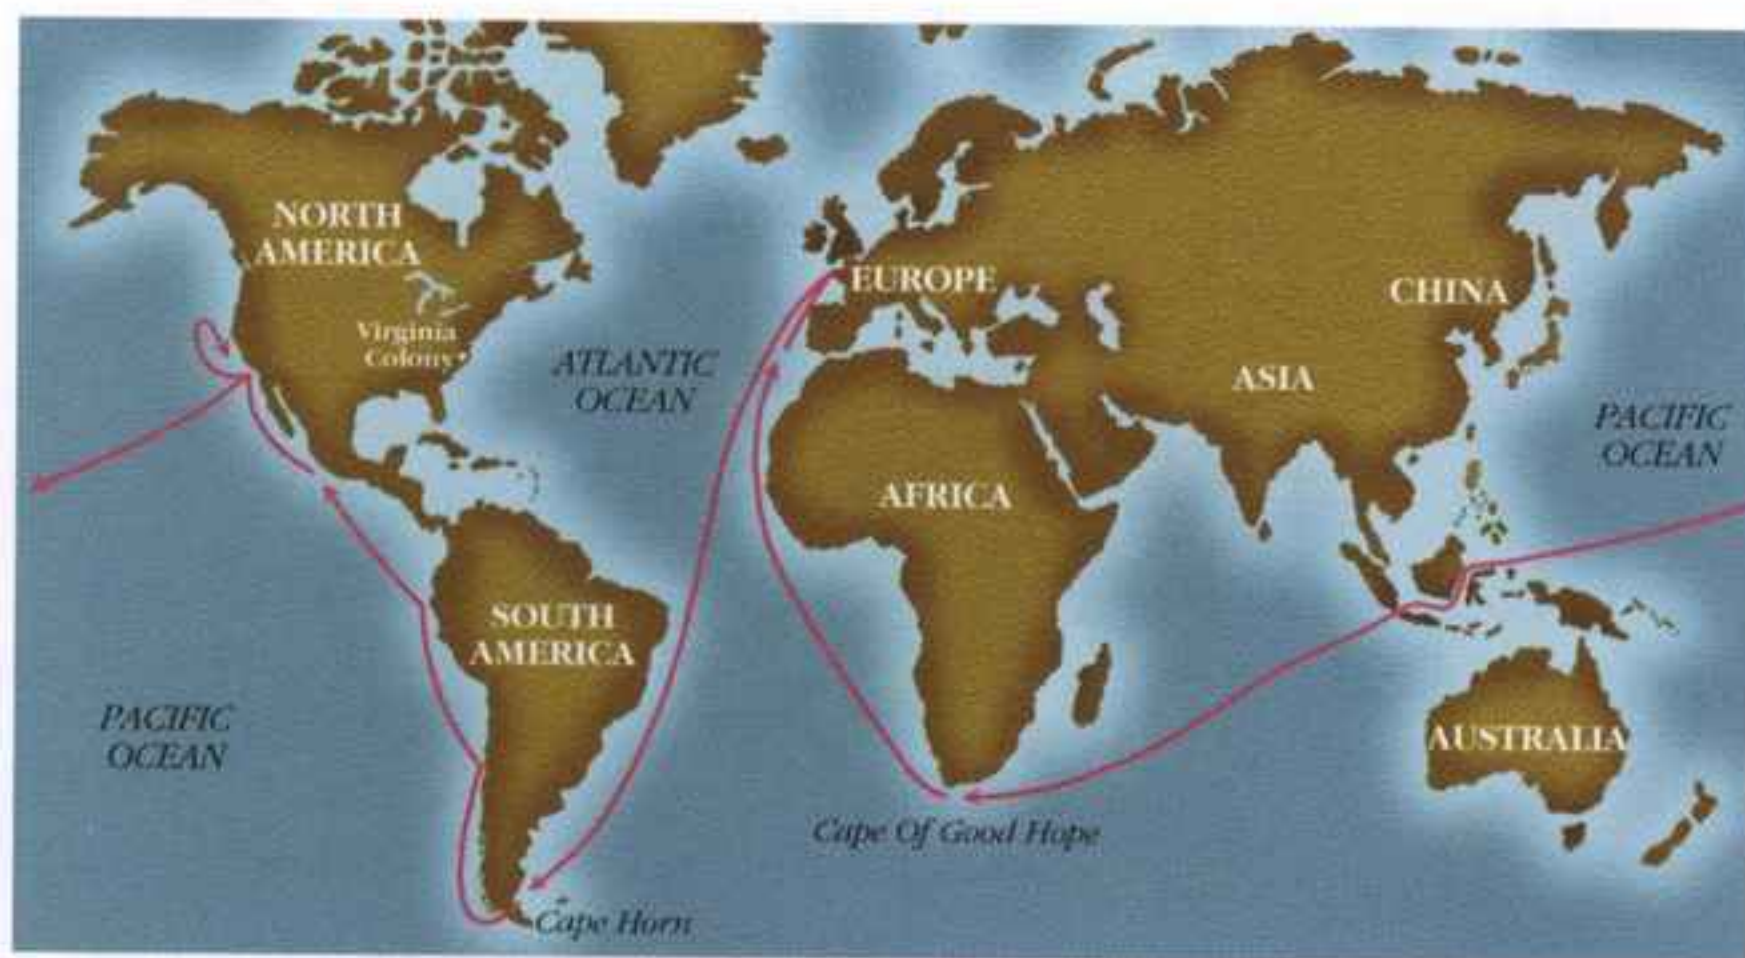 NORTH
AMERICA
Virginia
Colony
ATLANTIC
OCEAN
EUROPE
CHINA
ASIA
PACIFIC
OCEAN
AFRICA
SOUTH
AMERICA
PACIFIC
OCEAN
AUSTRALIA
Cape Of Good Hope
Cape Horn